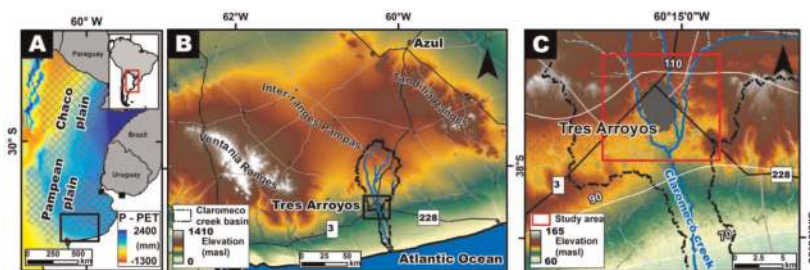 60° W
A
Paraguay
Chaco plain
Brazil
30° S
Uruguay
Pampean plain
P - PET
2400
(mm)
-1300
0 250 500
km
62°W
60°W
B
Azul
Tandilia Ranges
Inter-ranges Pampas
Ventania Ranges
Claromeco creek basin
Tres Arroyos
3
228
1410
Elevation (masl)
0
0 25 50
km
Atlantic Ocean
60°15'0"W
C
110
Tres Arroyos
38°S
3
228
90
Claromeco creek
70
Study area
165
Elevation (masl)
60
0 2.5 5
km